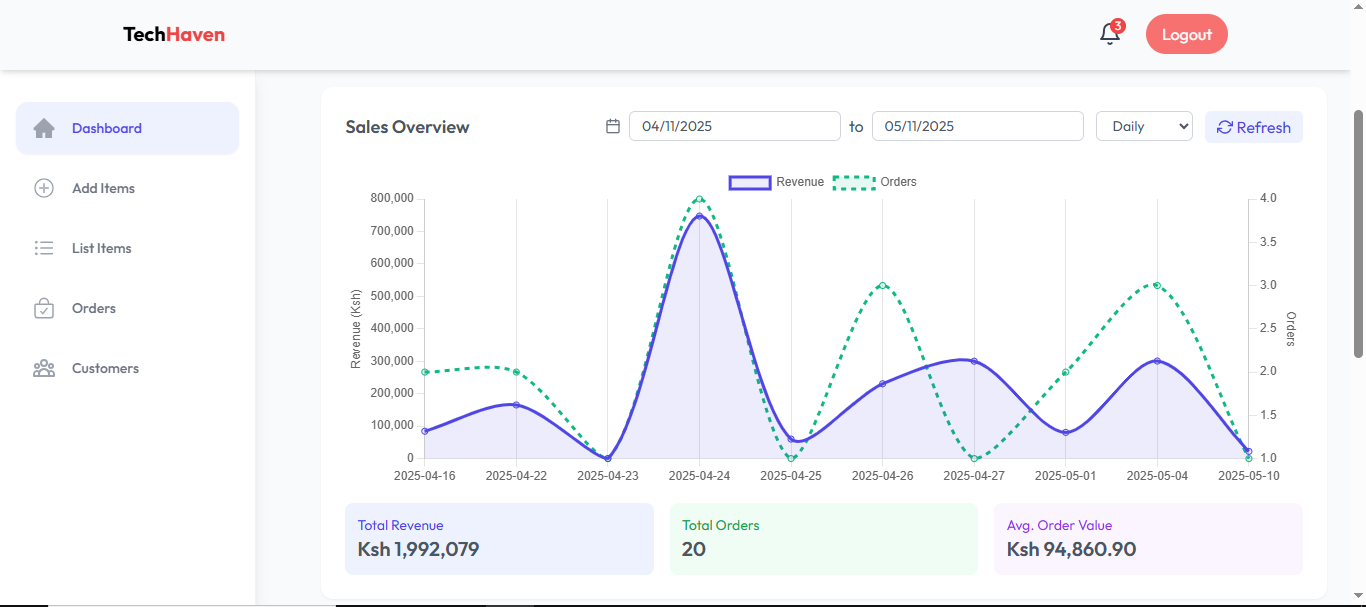 TechHaven
3
Logout
Dashboard
Add Items
List Items
Orders
Customers
Sales Overview
04/11/2025 to 05/11/2025 Daily Refresh
Revenue Orders
800,000
700,000
600,000
500,000
400,000
300,000
200,000
100,000
0
Revenue (Ksh)
4.0
3.5
3.0
2.5
2.0
1.5
1.0
Orders
2025-04-16 2025-04-22 2025-04-23 2025-04-24 2025-04-25 2025-04-26 2025-04-27 2025-05-01 2025-05-04 2025-05-10
Total Revenue
Ksh 1,992,079
Total Orders
20
Avg. Order Value
Ksh 94,860.90